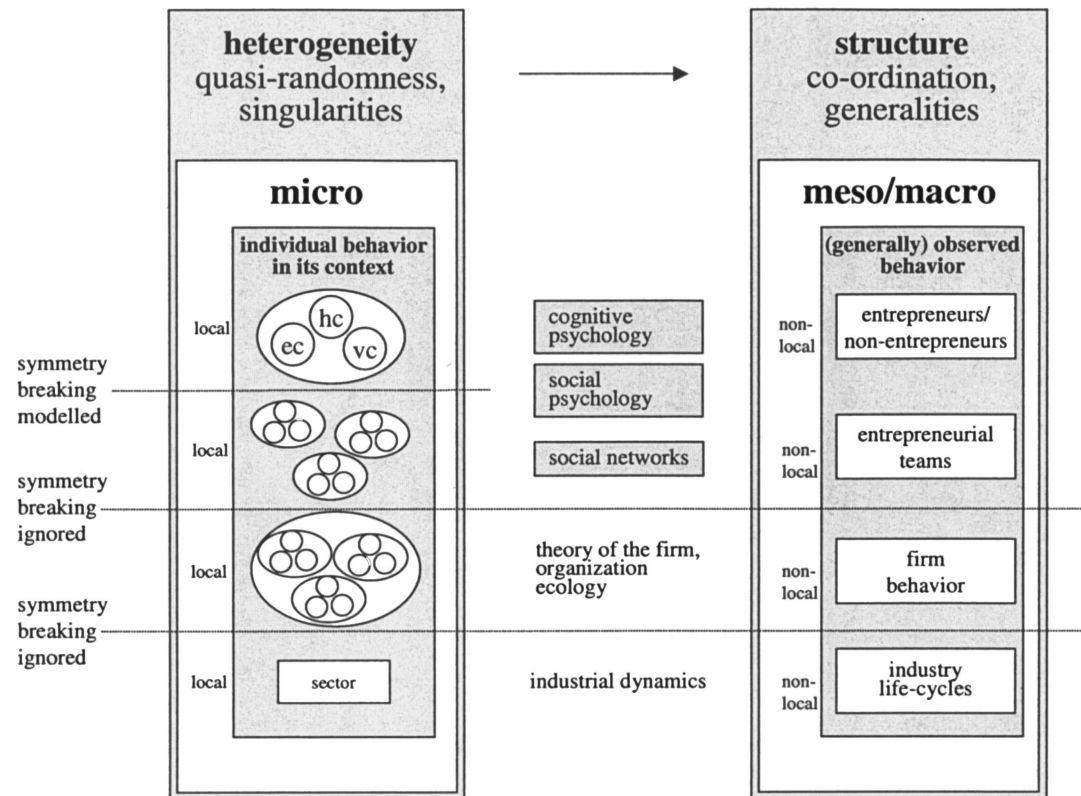 heterogeneity
quasi-randomness,
singularities
structure
co-ordination,
generalities
micro
meso/macro
individual behavior
in its context
(generally) observed
behavior
local
hc
ec
vc
cognitive
psychology
non-
local
entrepreneurs/
non-entrepreneurs
symmetry
breaking
modelled
social
psychology
local
social networks
non-
local
entrepreneurial
teams
symmetry
breaking
ignored
local
theory of the firm,
organization
ecology
non-
local
firm
behavior
symmetry
breaking
ignored
local
sector
industrial dynamics
non-
local
industry
life-cycles